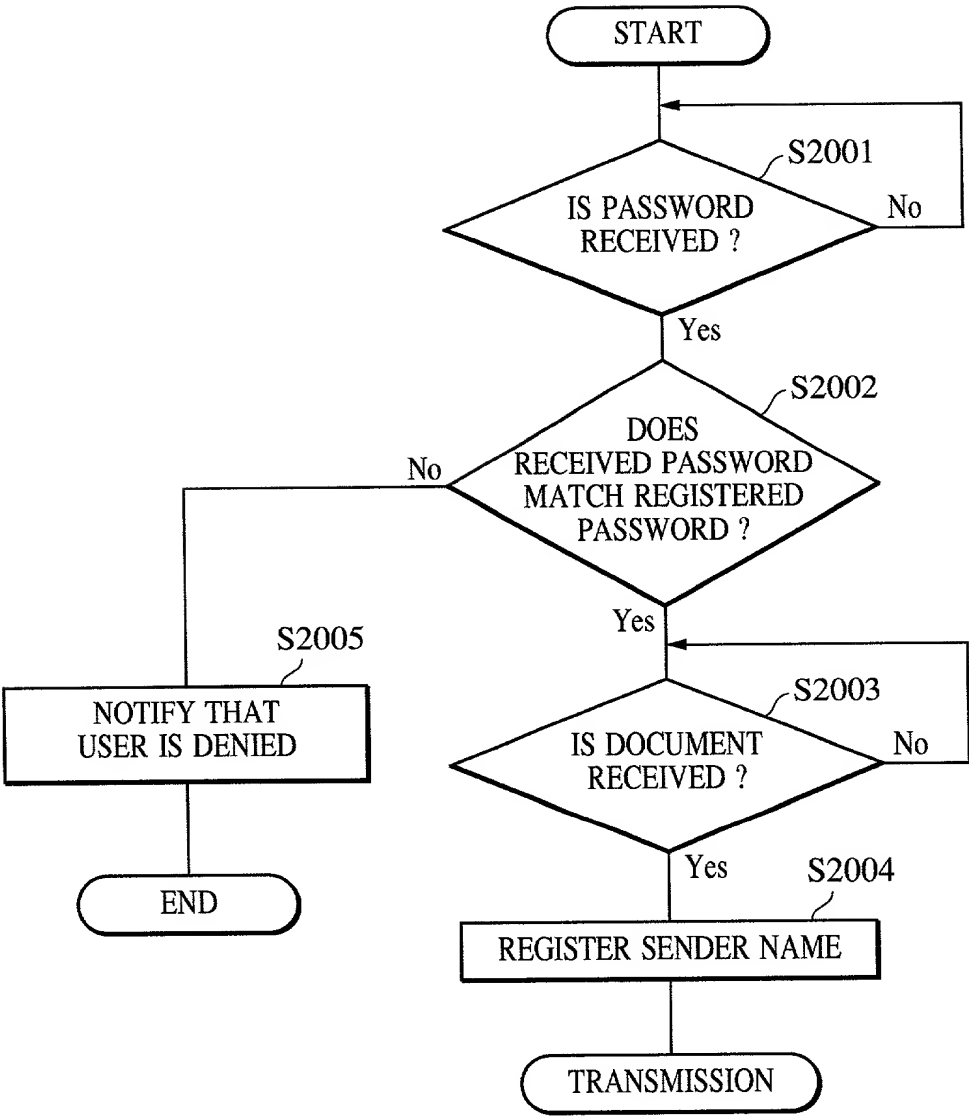 START
S2001
IS PASSWORD
RECEIVED ?
No
Yes
S2002
DOES
RECEIVED PASSWORD
MATCH REGISTERED
PASSWORD ?
No
Yes
S2005
NOTIFY THAT
USER IS DENIED
END
S2003
IS DOCUMENT
RECEIVED ?
No
Yes
S2004
REGISTER SENDER NAME
TRANSMISSION